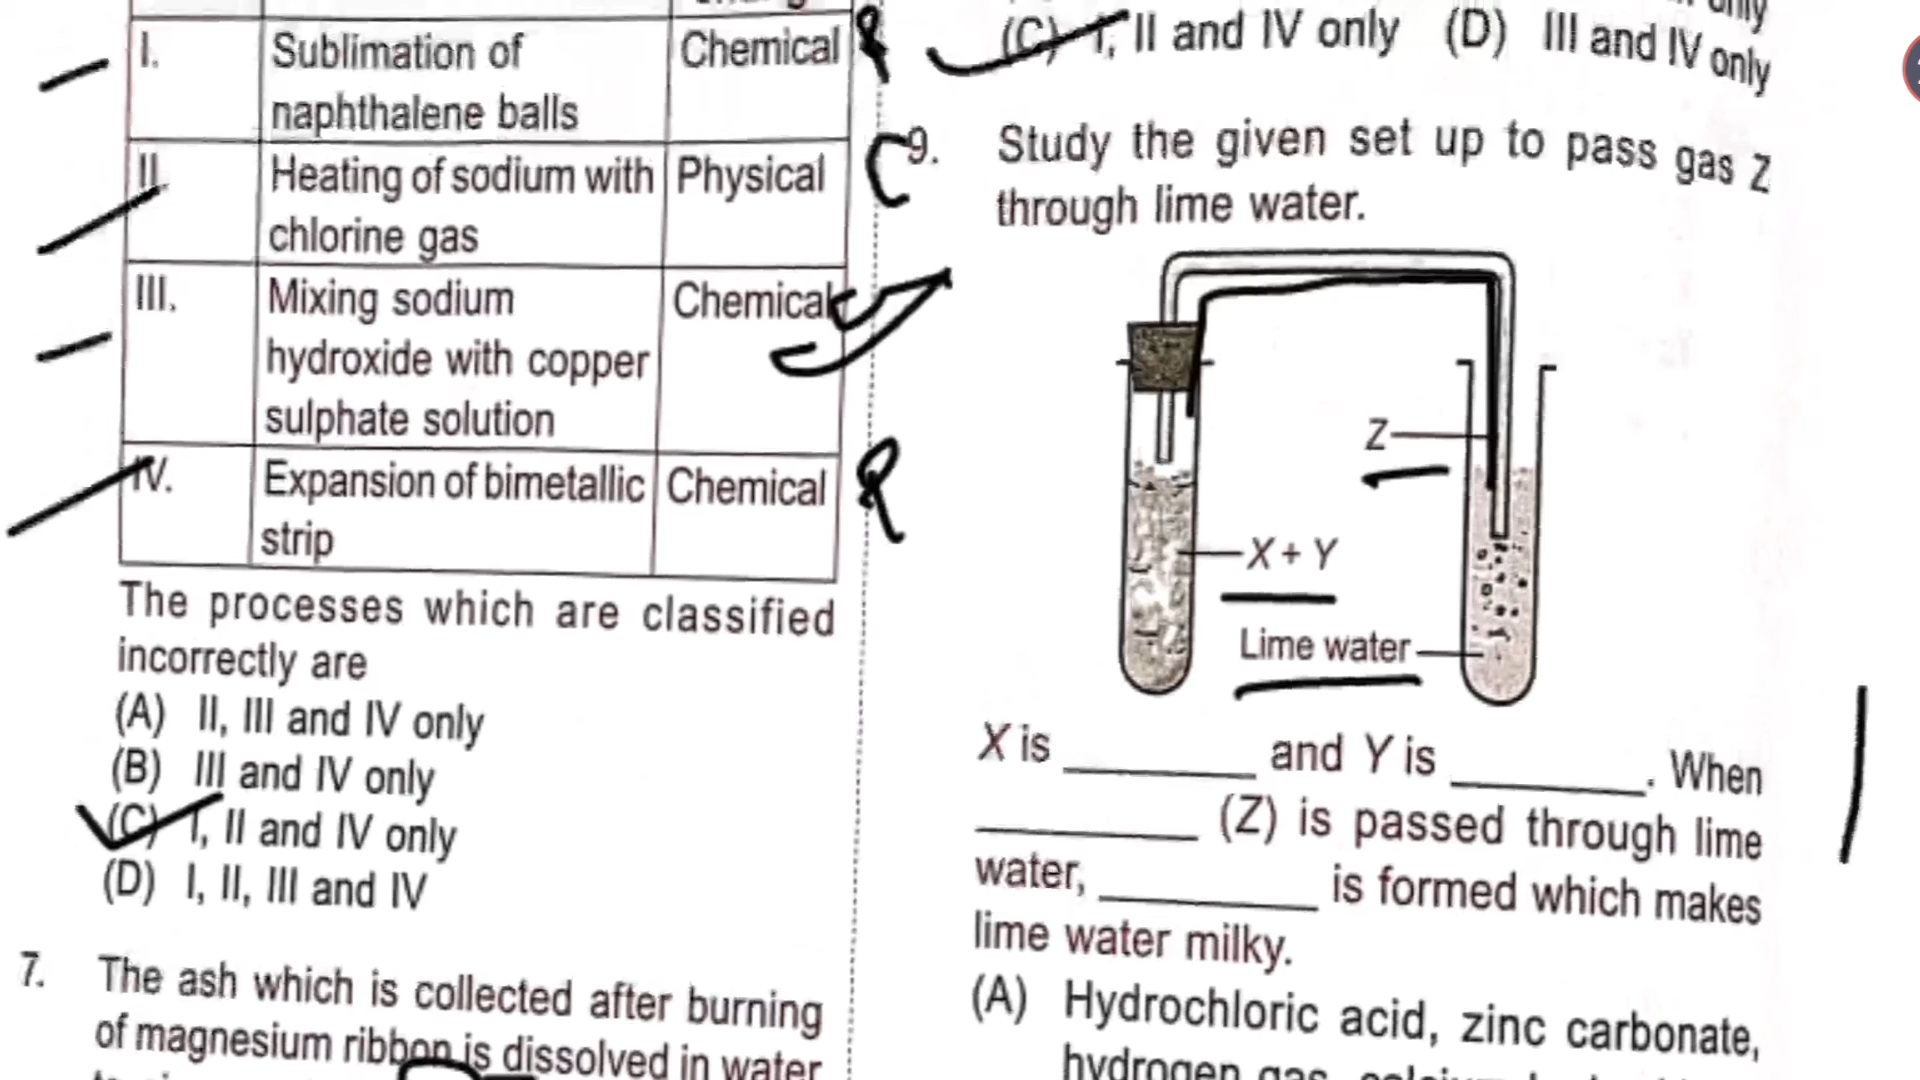 I. Sublimation of Chemical
naphthalene balls
II Heating of sodium with Physical
chlorine gas
III. Mixing sodium Chemical
hydroxide with copper
sulphate solution
IV. Expansion of bimetallic Chemical
strip
The processes which are classified
incorrectly are
(A) II, III and IV only
(B) III and IV only
(C) I, II and IV only
(D) I, II, III and IV
7. The ash which is collected after burning
of magnesium ribbon is dissolved in water
only
(C) I, II and IV only (D) III and IV only
9. Study the given set up to pass gas Z
through lime water.
Z
X + Y
Lime water
X is ________ and Y is ________. When
________ (Z) is passed through lime
water, ________ is formed which makes
lime water milky.
(A) Hydrochloric acid, zinc carbonate,
hydrogen gas,